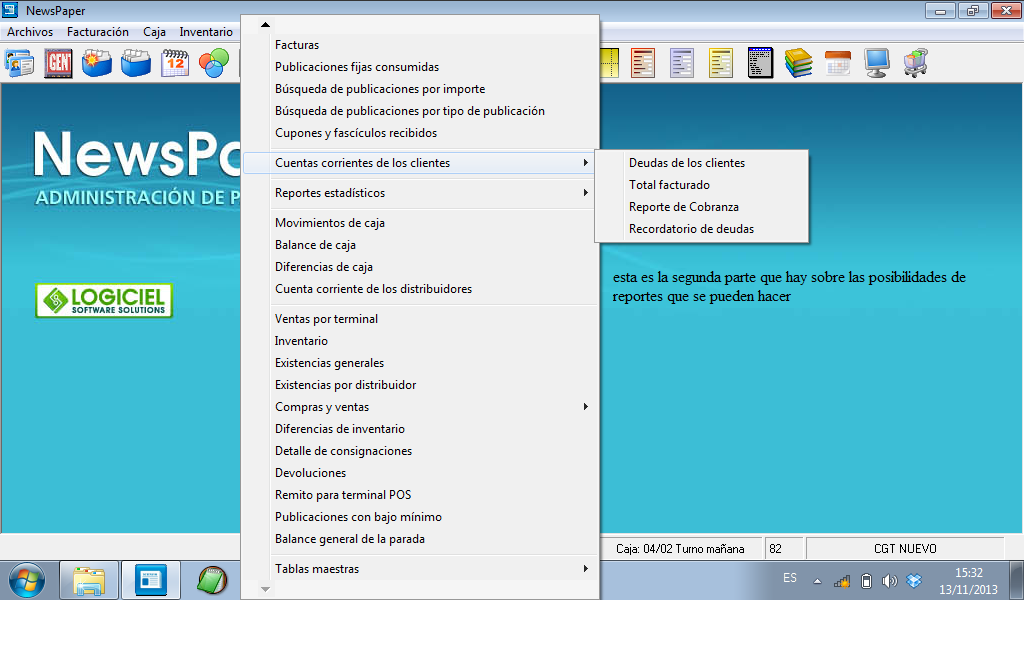 NewsPaper
Archivos Facturación Caja Inventario
GEN
12
Facturas
Publicaciones fijas consumidas
Búsqueda de publicaciones por importe
Búsqueda de publicaciones por tipo de publicación
Cupones y fascículos recibidos
Cuentas corrientes de los clientes
Reportes estadísticos
Movimientos de caja
Balance de caja
Diferencias de caja
Cuenta corriente de los distribuidores
Ventas por terminal
Inventario
Existencias generales
Existencias por distribuidor
Compras y ventas
Diferencias de inventario
Detalle de consignaciones
Devoluciones
Remito para terminal POS
Publicaciones con bajo mínimo
Balance general de la parada
Tablas maestras
Deudas de los clientes
Total facturado
Reporte de Cobranza
Recordatorio de deudas
NewsPa
ADMINISTRACIÓN DE P
LOGICIEL
SOFTWARE SOLUTIONS
esta es la segunda parte que hay sobre las posibilidades de
reportes que se pueden hacer
Caja: 04/02 Turno mañana 82 CGT NUEVO
ES
15:32
13/11/2013